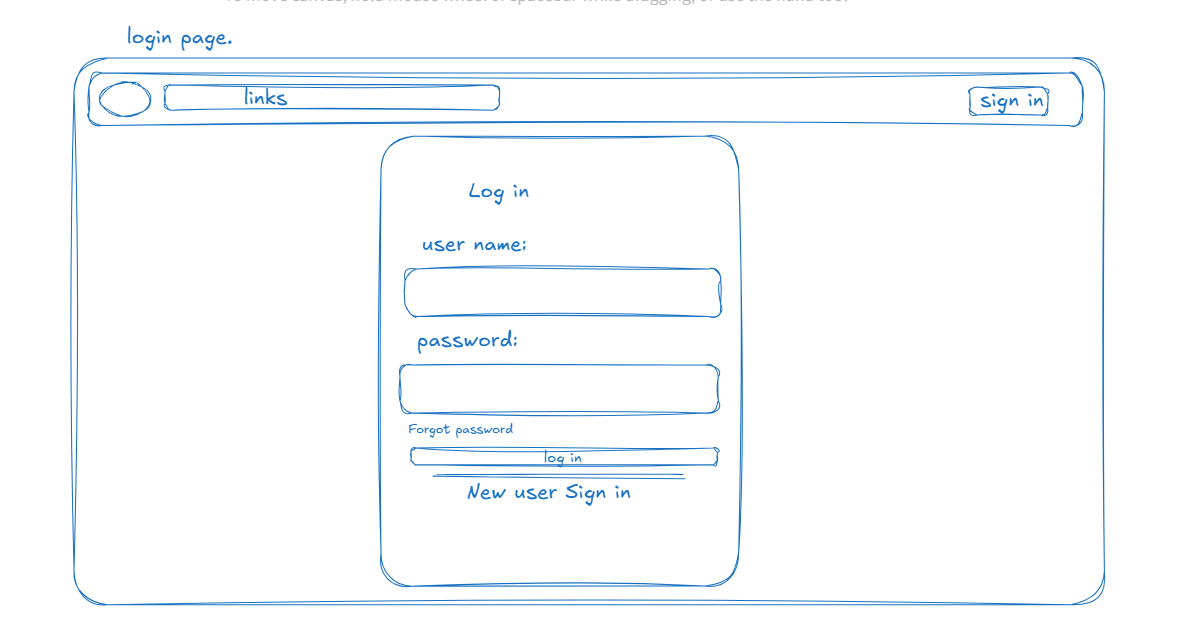 To move canvas, hold mouse wheel or spacebar while dragging, or use the hand tool
login page.
links
sign in
Log in
user name:
password:
Forgot password
log in
New user Sign in